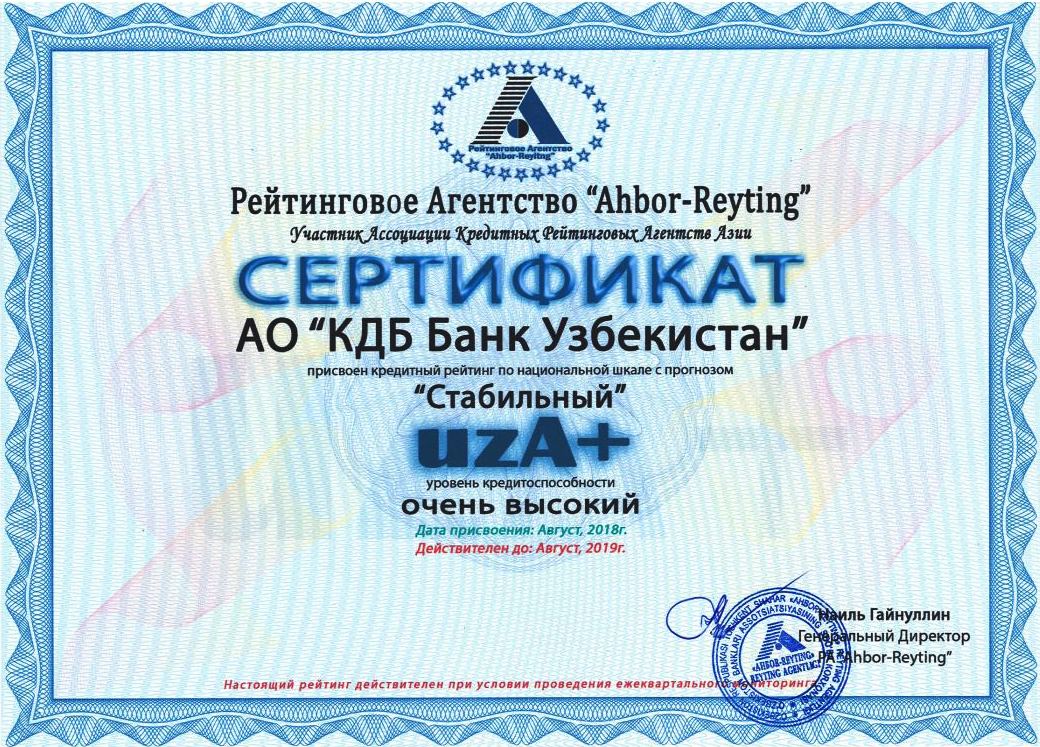 Рейтинговое Агентство
"Ahbor-Reyitng"
Рейтинговое Агентство “Ahbor-Reyting”
Участник Ассоциации Кредитных Рейтинговых Агентств Азии
СЕРТИФИКАТ
АО “КДБ Банк Узбекистан”
присвоен кредитный рейтинг по национальной шкале с прогнозом
“Стабильный”
uzA+
уровень кредитоспособности
очень высокий
Дата присвоения: Август, 2018г.
Действителен до: Август, 2019г.
Наиль Гайнуллин
Генеральный Директор
РА “Ahbor-Reyting”
«AHBOR-REYTING»
REYTING AGENTLIGI
Настоящий рейтинг действителен при условии проведения ежеквартального мониторинга